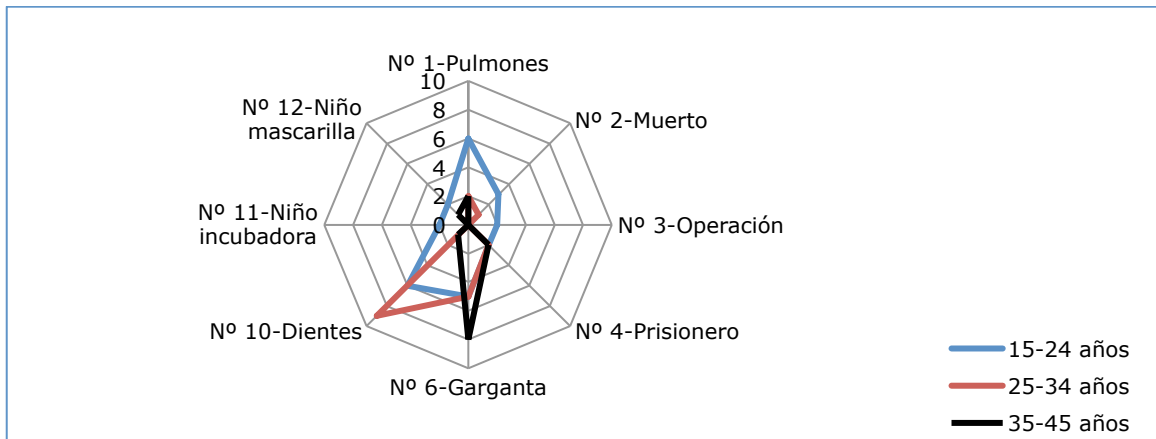 Nº 1-Pulmones
10
Nº 12-Niño
mascarilla
8
Nº 2-Muerto
6
4
2
Nº 11-Niño
incubadora
0
Nº 3-Operación
Nº 10-Dientes
Nº 4-Prisionero
Nº 6-Garganta
15-24 años
25-34 años
35-45 años